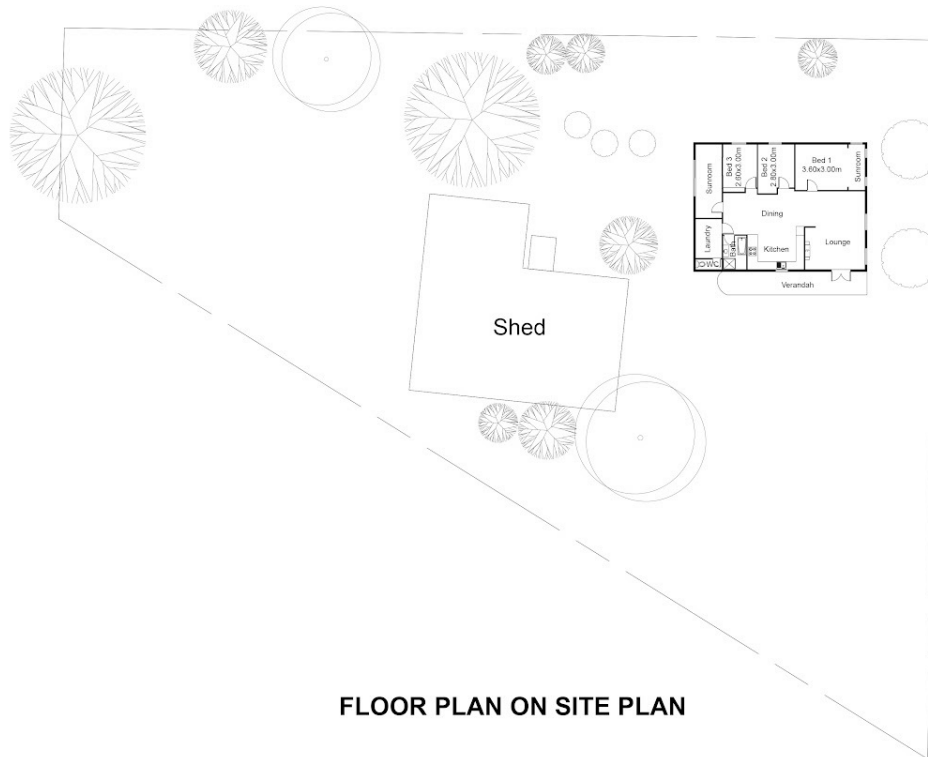 Sunroom
Bed 3
2.60x3.00m
Bed 2
2.80x3.00m
Bed 1
3.60x3.00m
Sunroom
Dining
Laundry
Bath
Kitchen
Lounge
WC
Verandah
Shed
FLOOR PLAN ON SITE PLAN